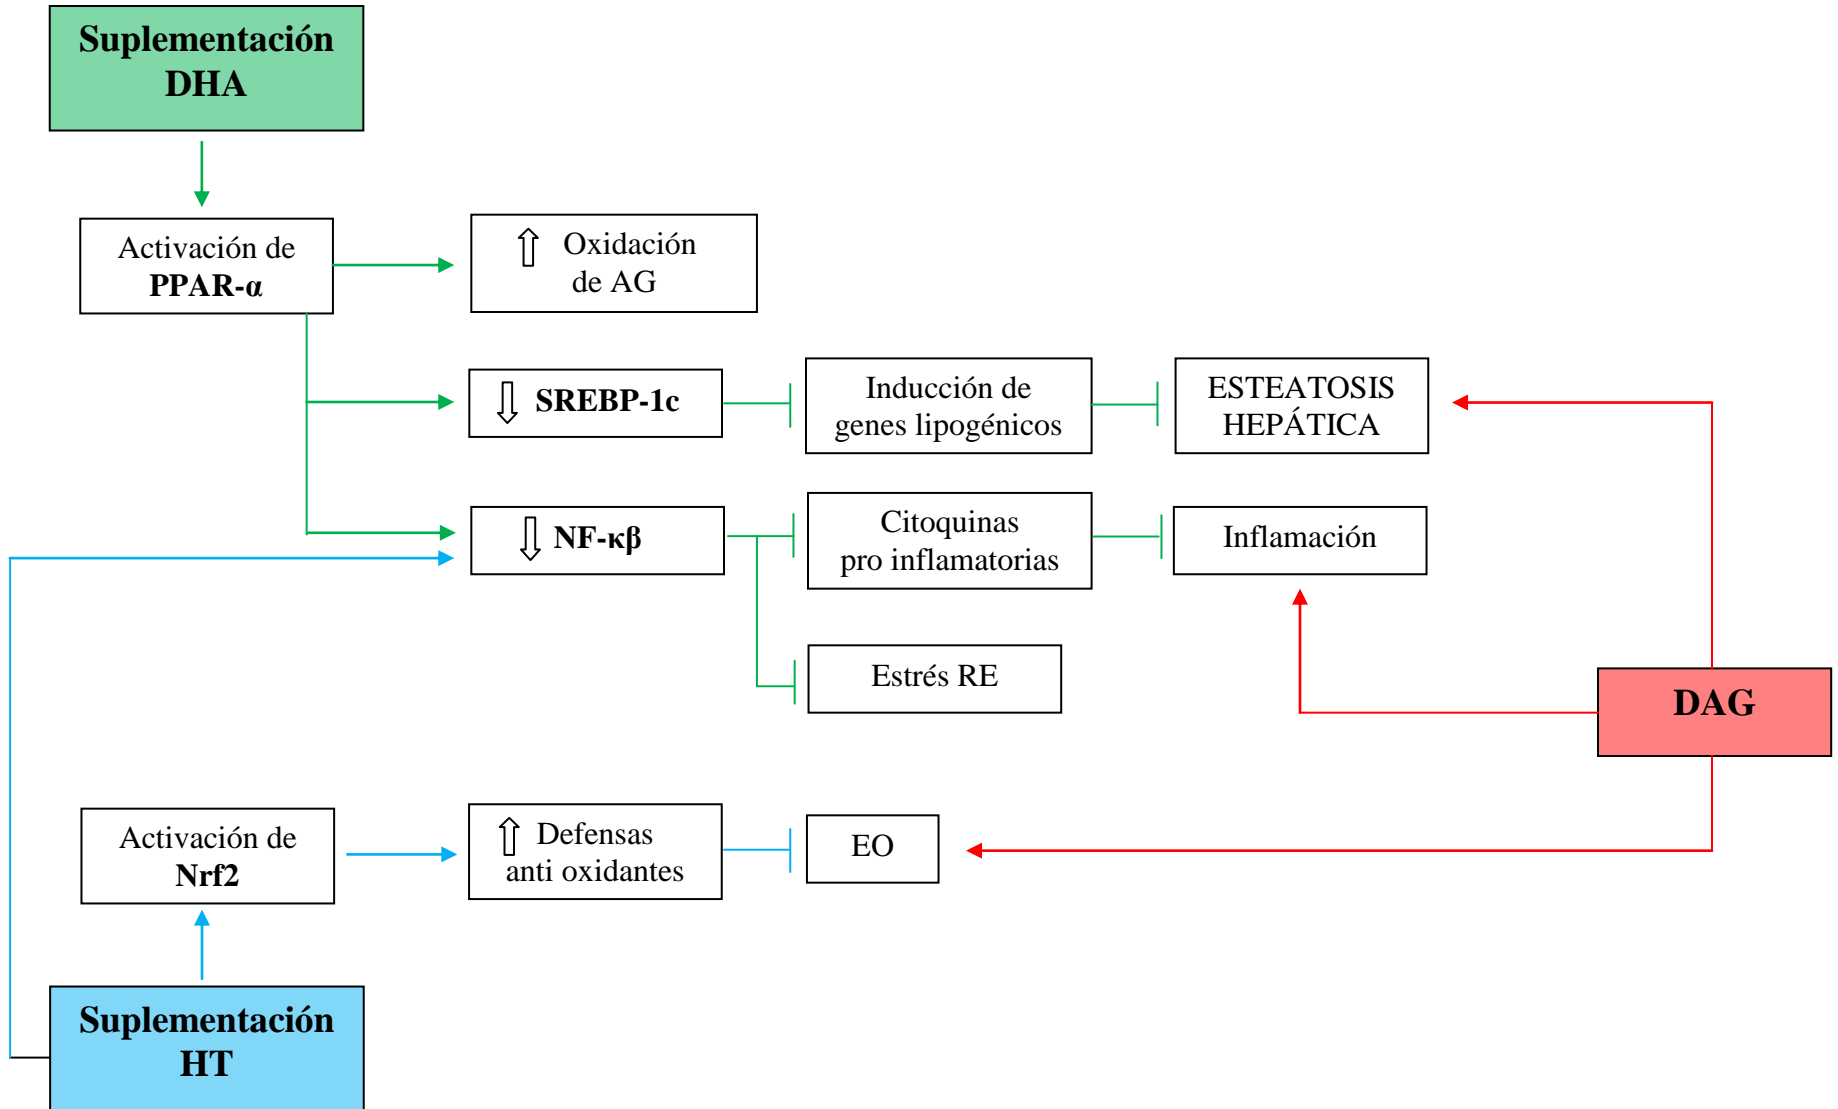 Suplementación
DHA
Activación de
PPAR-α
⇧ Oxidación
de AG
⇩ SREBP-1c
Inducción de
genes lipogénicos
ESTEATOSIS
HEPÁTICA
⇩ NF-κβ
Citoquinas
pro inflamatorias
Inflamación
Estrés RE
DAG
Activación de
Nrf2
⇧ Defensas
anti oxidantes
EO
Suplementación
HT